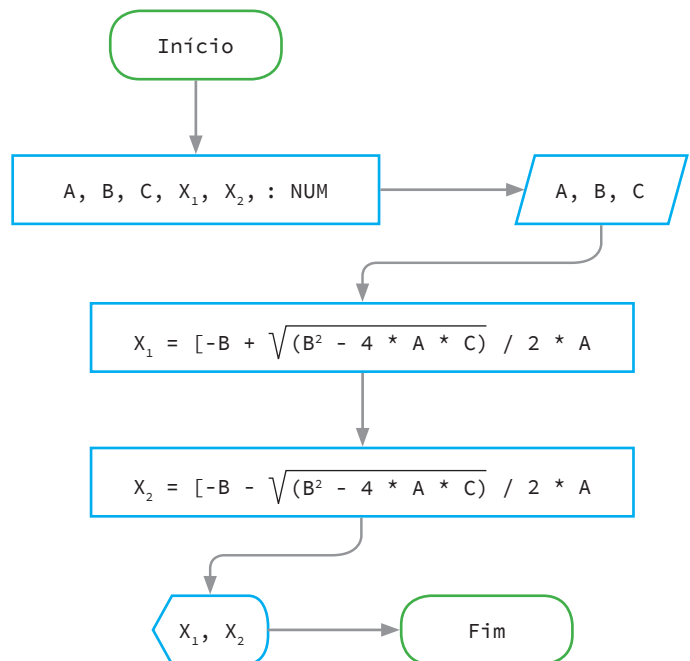 Início
A, B, C, X₁, X₂, : NUM
A, B, C
X₁ = [-B + √(B² - 4 * A * C) / 2 * A
X₂ = [-B - √(B² - 4 * A * C) / 2 * A
X₁, X₂
Fim